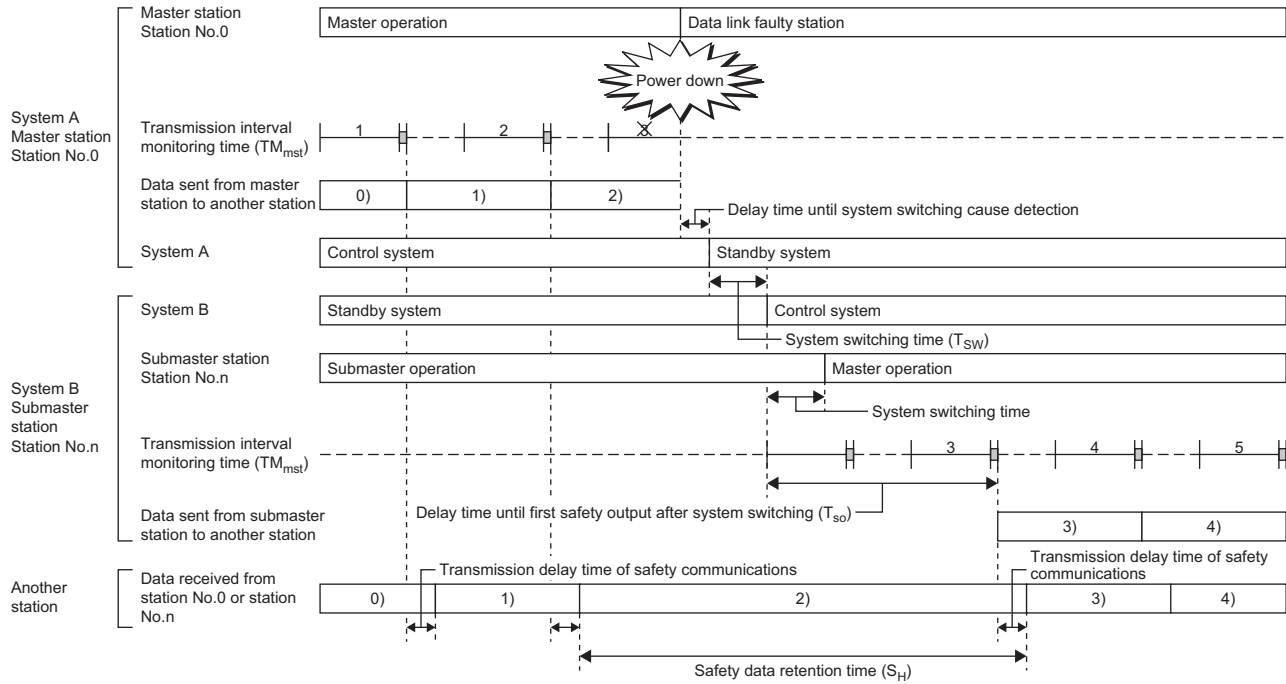 Master station
Station No.0
Master operation
Data link faulty station
Power down
System A
Master station
Station No.0
Transmission interval
monitoring time (TMmst)
1
2
3
Data sent from master
station to another station
0)
1)
2)
Delay time until system switching cause detection
System A
Control system
Standby system
System B
Standby system
Control system
System switching time (TSW)
System B
Submaster
station
Station No.n
Submaster station
Station No.n
Submaster operation
Master operation
System switching time
Transmission interval
monitoring time (TMmst)
3
4
5
Delay time until first safety output after system switching (Tso)
Data sent from submaster
station to another station
3)
4)
Transmission delay time of safety communications
Transmission delay time of safety
communications
Another
station
Data received from
station No.0 or station
No.n
0)
1)
2)
3)
4)
Safety data retention time (SH)